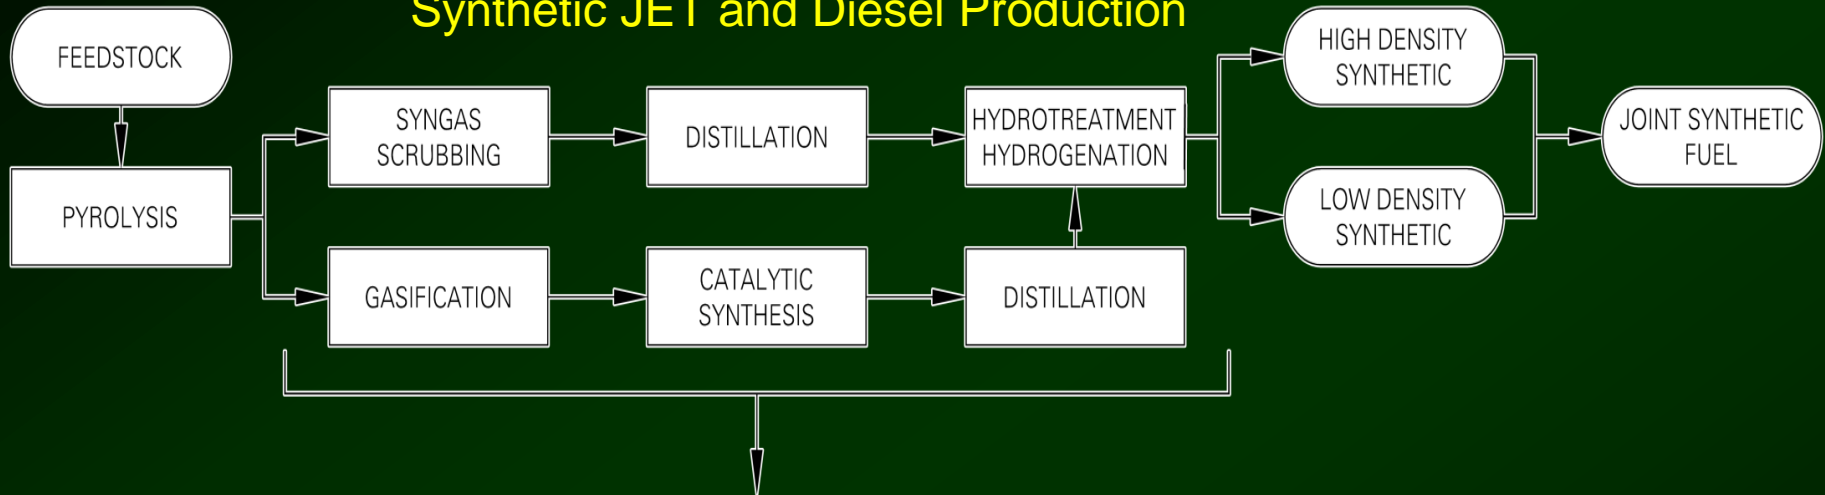 Synthetic JET and Diesel Production
FEEDSTOCK
PYROLYSIS
SYNGAS
SCRUBBING
DISTILLATION
HYDROTREATMENT
HYDROGENATION
GASIFICATION
CATALYTIC
SYNTHESIS
DISTILLATION
HIGH DENSITY
SYNTHETIC
LOW DENSITY
SYNTHETIC
JOINT SYNTHETIC
FUEL